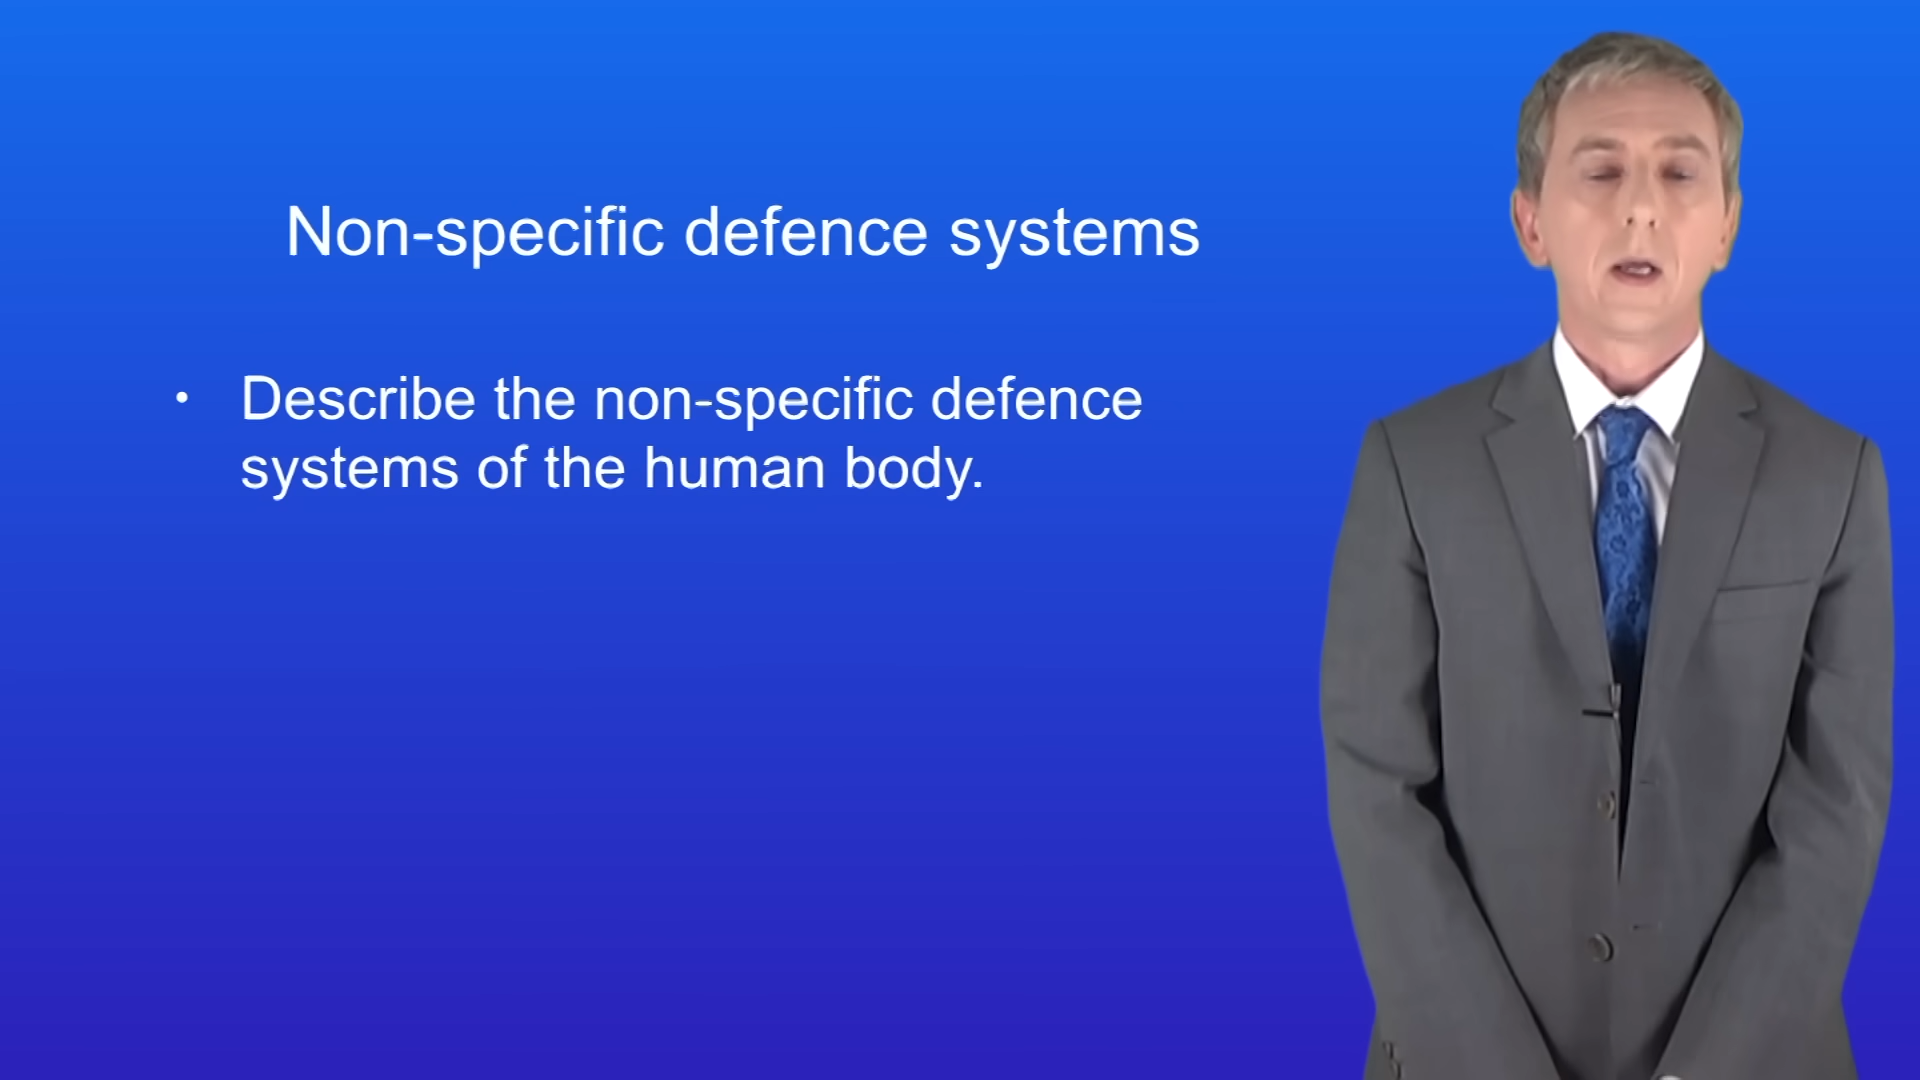 Non-specific defence systems
• Describe the non-specific defence
systems of the human body.